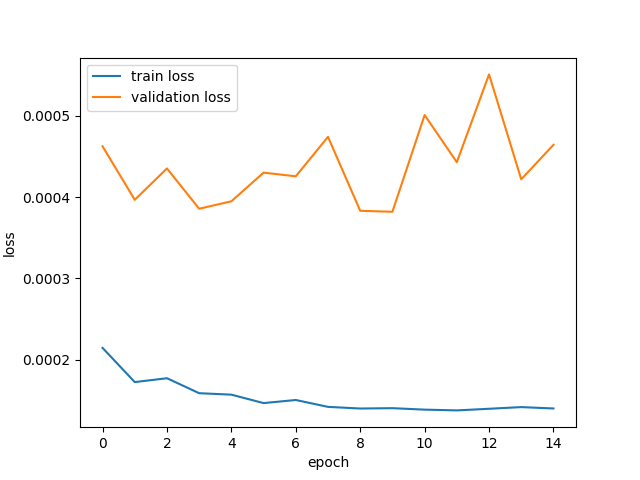 train loss
validation loss
0.0005
0.0004
0.0003
0.0002
loss
0 2 4 6 8 10 12 14
epoch